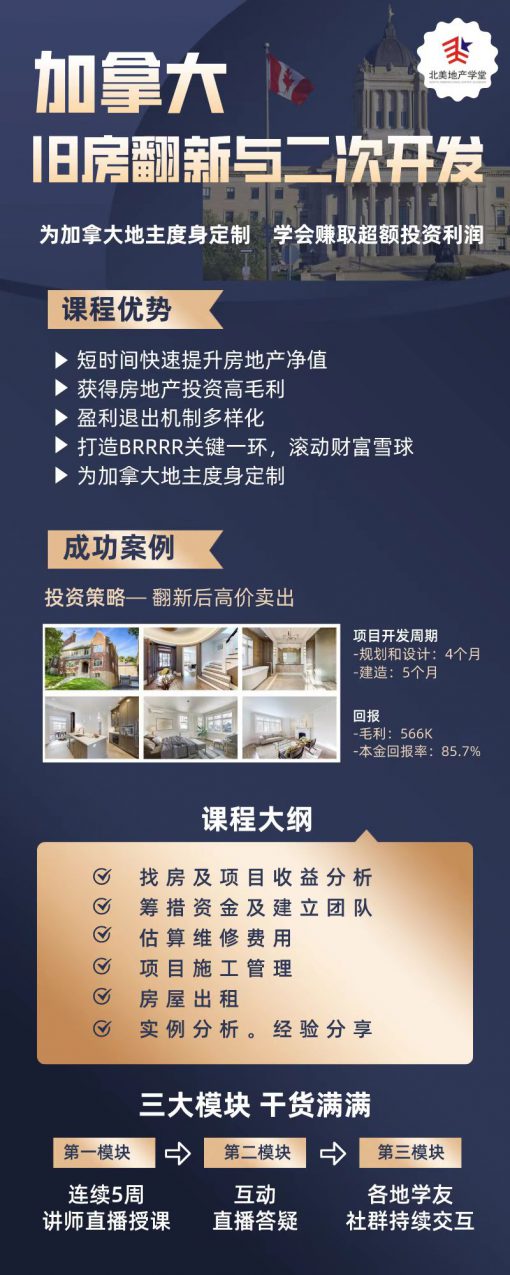 北美地产学堂
加拿大
旧房翻新与二次开发
为加拿大地主度身定制 学会赚取超额投资利润
课程优势
短时间快速提升房地产净值
获得房地产投资高毛利
盈利退出机制多样化
打造BRRRR关键一环，滚动财富雪球
为加拿大地主度身定制
成功案例
投资策略— 翻新后高价卖出
项目开发周期
-规划和设计：4个月
-建造：5个月
回报
-毛利：566K
-本金回报率：85.7%
课程大纲
找房及项目收益分析
筹措资金及建立团队
估算维修费用
项目施工管理
房屋出租
实例分析。经验分享
三大模块 干货满满
第一模块
第二模块
第三模块
连续5周
讲师直播授课
互动
直播答疑
各地学友
社群持续交互